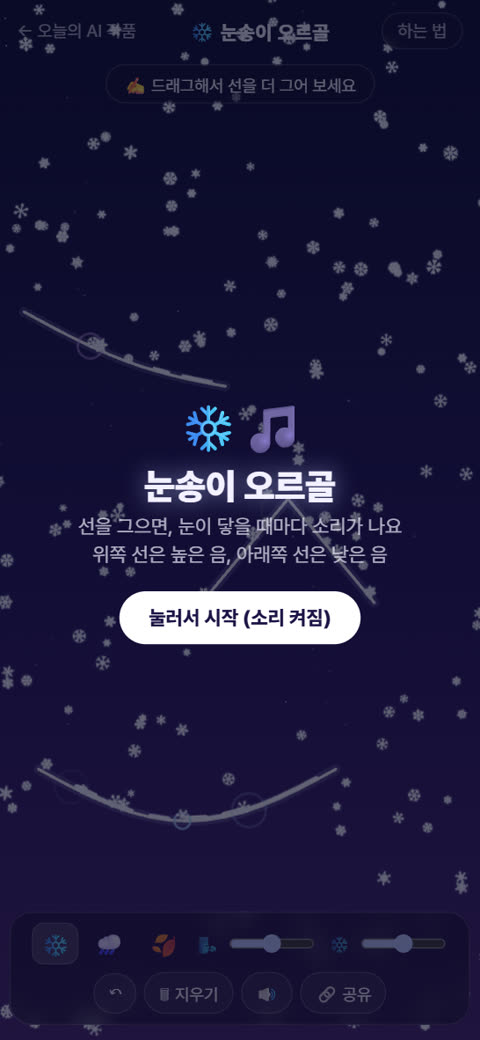 ← 오늘의 AI 작품
눈송이 오르골
하는 법
드래그해서 선을 더 그어 보세요
눈송이 오르골
선을 그으면, 눈이 닿을 때마다 소리가 나요
위쪽 선은 높은 음, 아래쪽 선은 낮은 음
눌러서 시작 (소리 켜짐)
지우기
공유